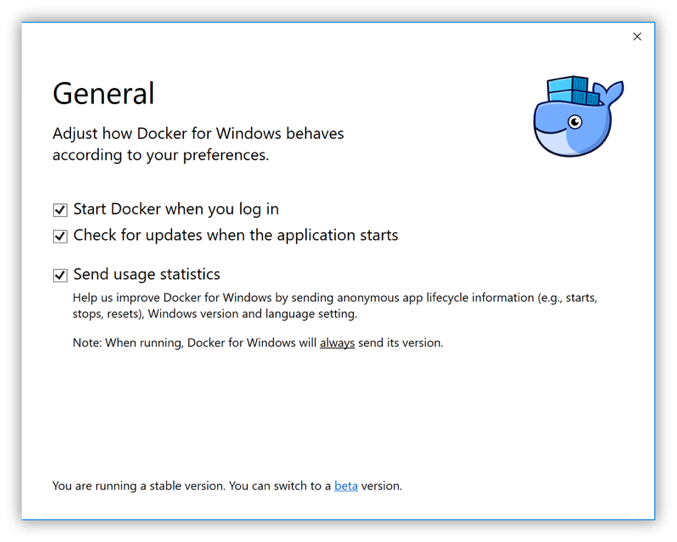 General
Adjust how Docker for Windows behaves
according to your preferences.
Start Docker when you log in
Check for updates when the application starts
Send usage statistics
Help us improve Docker for Windows by sending anonymous app lifecycle information (e.g., starts,
stops, resets), Windows version and language setting.
Note: When running, Docker for Windows will always send its version.
You are running a stable version. You can switch to a beta version.